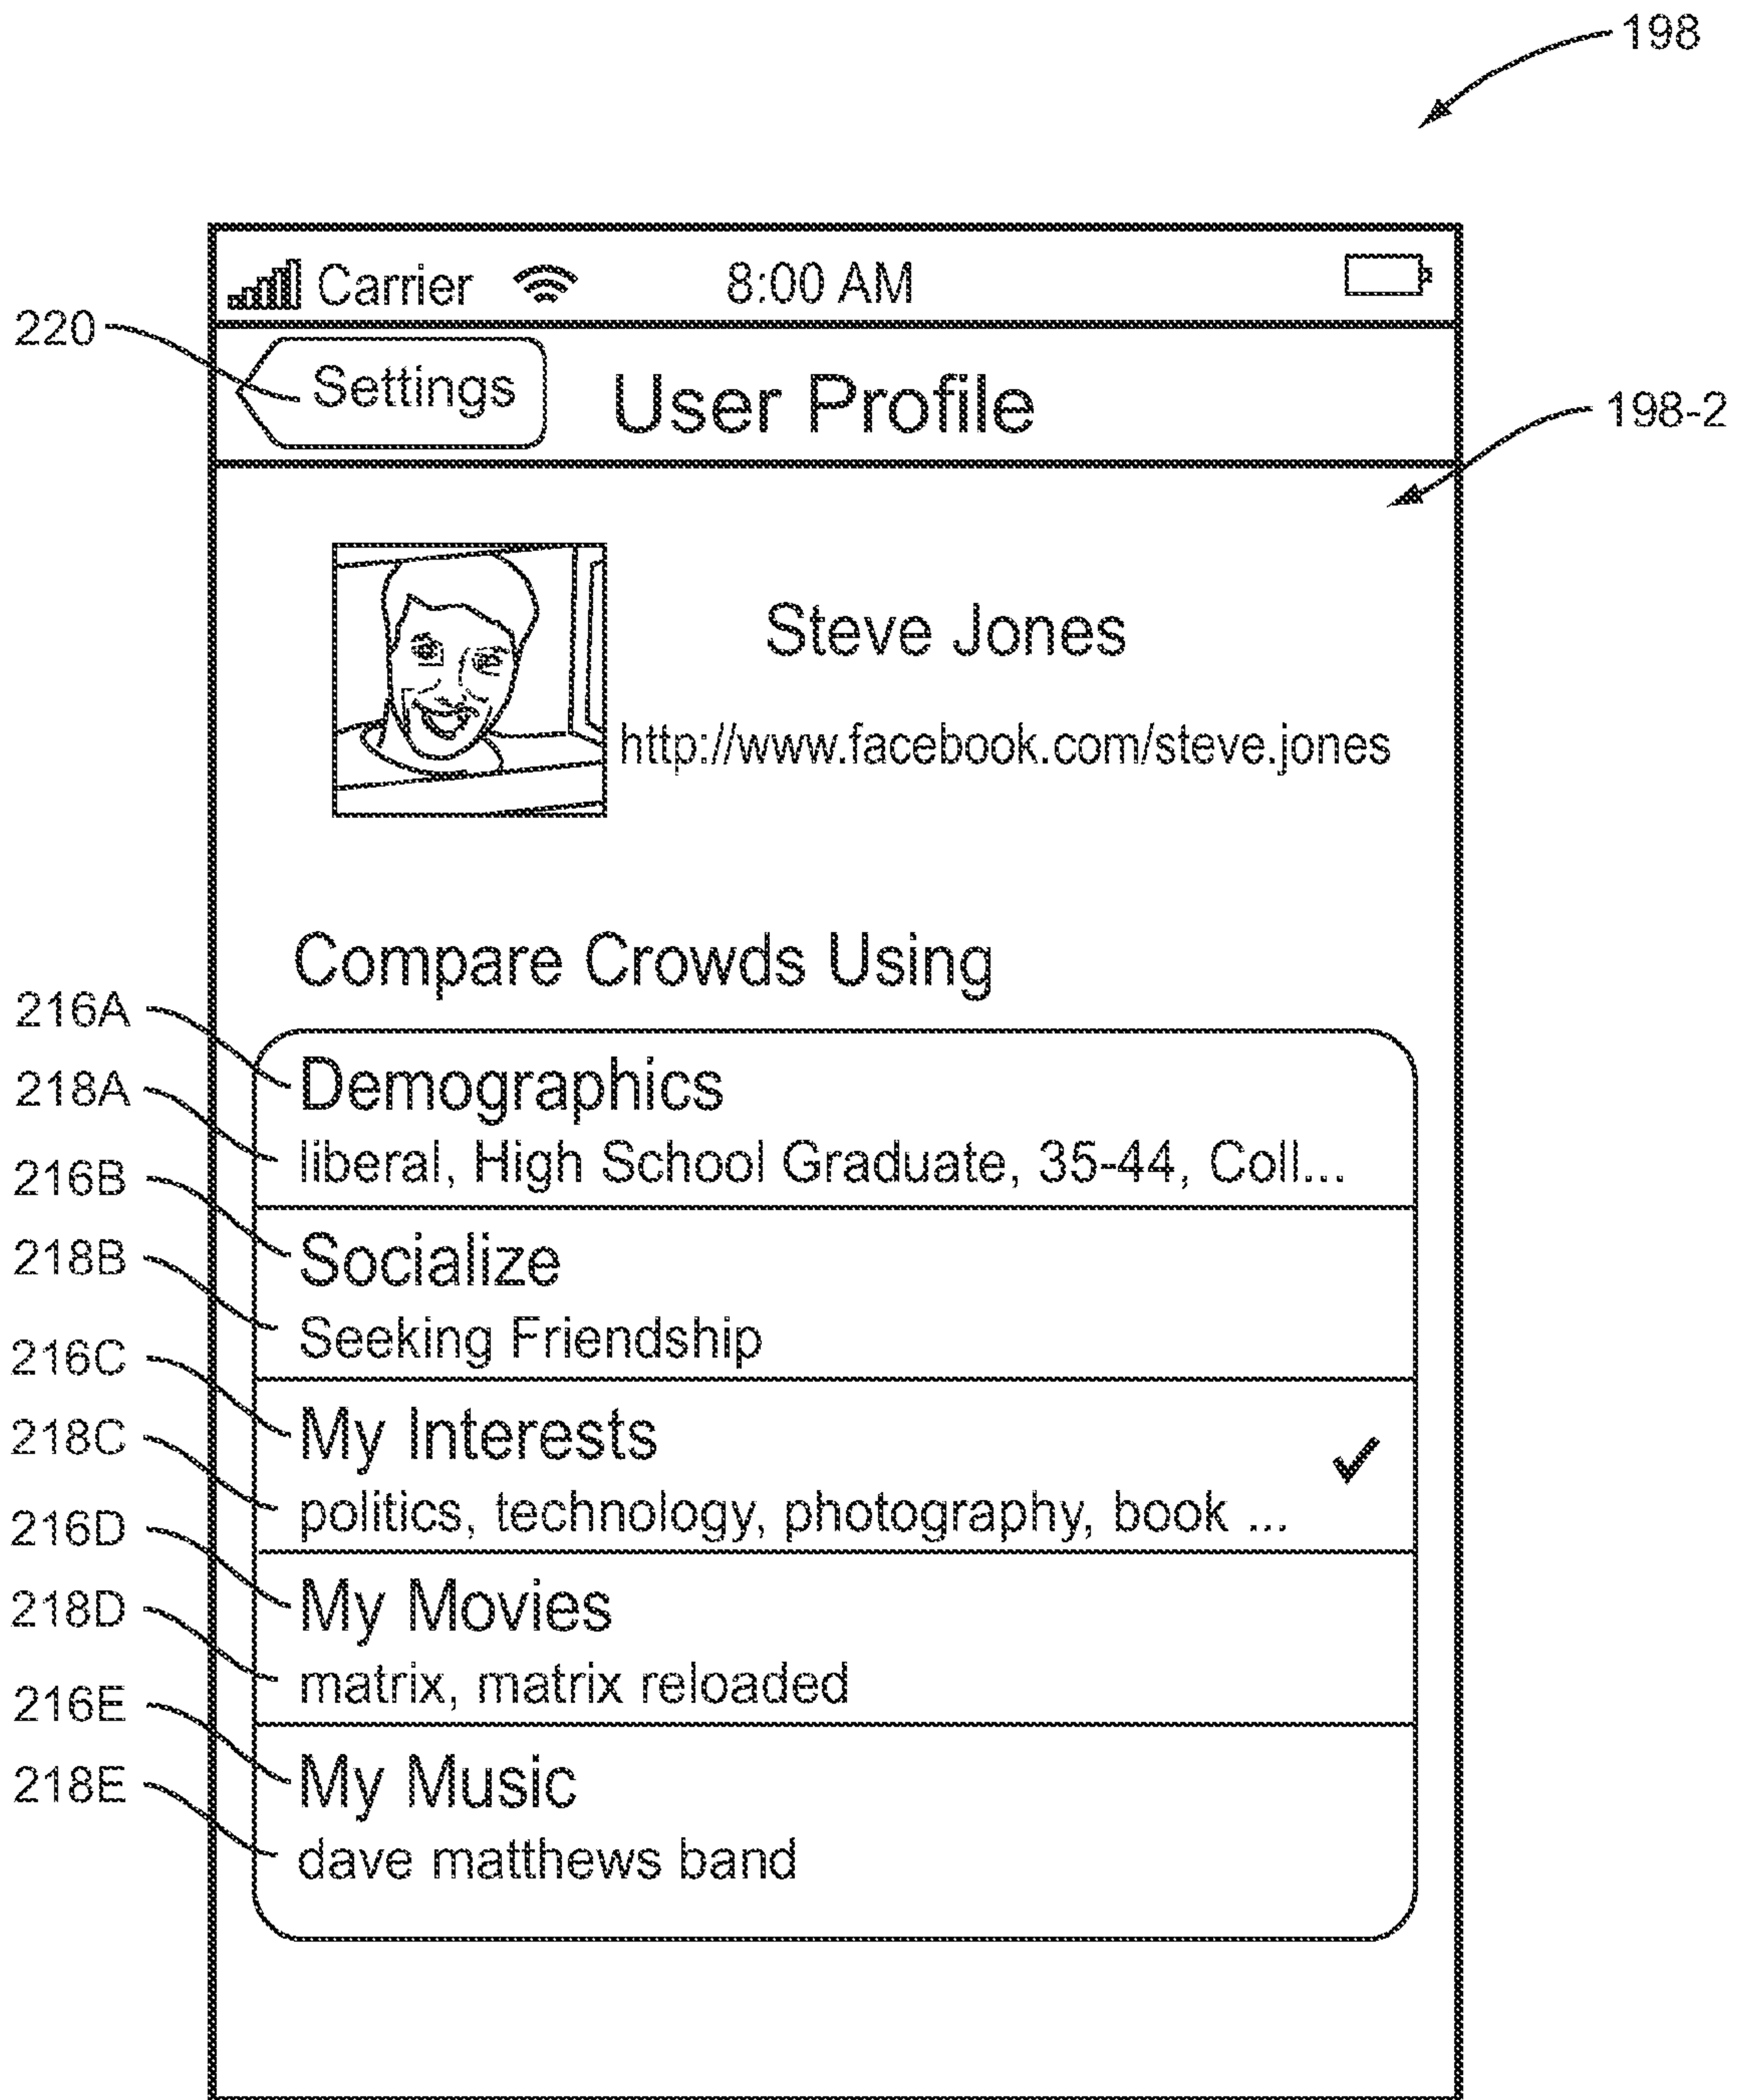 198
Carrier 8:00 AM
220
Settings User Profile
198-2
Steve Jones
http://www.facebook.com/steve.jones
Compare Crowds Using
216A
Demographics
218A
liberal, High School Graduate, 35-44, Coll...
216B
Socialize
218B
Seeking Friendship
216C
My Interests
218C
politics, technology, photography, book ...
216D
My Movies
218D
matrix, matrix reloaded
216E
My Music
218E
dave matthews band